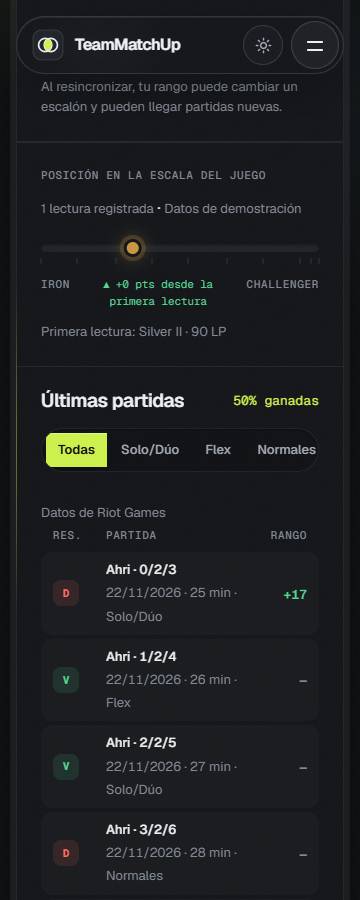 TeamMatchUp
Al resincronizar, tu rango puede cambiar un
escalón y pueden llegar partidas nuevas.
POSICIÓN EN LA ESCALA DEL JUEGO
1 lectura registrada · Datos de demostración
IRON
▲ +0 pts desde la
primera lectura
CHALLENGER
Primera lectura: Silver II · 90 LP
Últimas partidas
50% ganadas
Todas Solo/Dúo Flex Normales
Datos de Riot Games
RES. PARTIDA RANGO
Ahri · 0/2/3
D 22/11/2026 · 25 min · +17
Solo/Dúo
Ahri · 1/2/4
V 22/11/2026 · 26 min · –
Flex
Ahri · 2/2/5
V 22/11/2026 · 27 min · –
Solo/Dúo
Ahri · 3/2/6
D 22/11/2026 · 28 min · –
Normales